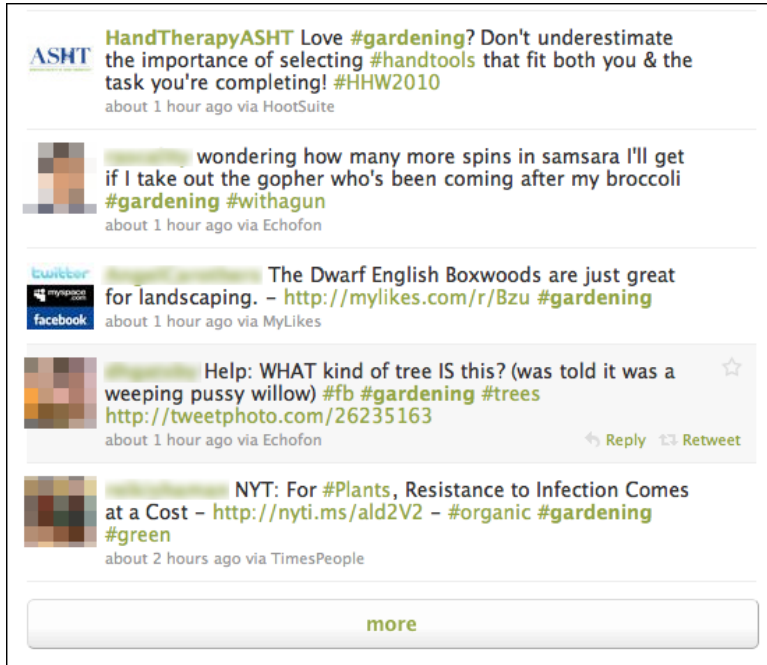 ASHT
HandTherapyASHT Love #gardening? Don't underestimate
the importance of selecting #handtools that fit both you & the
task you're completing! #HHW2010
about 1 hour ago via HootSuite
wondering how many more spins in samsara I'll get
if I take out the gopher who's been coming after my broccoli
#gardening #withagun
about 1 hour ago via Echofon
twitter
myspace.com
facebook
The Dwarf English Boxwoods are just great
for landscaping. – http://mylikes.com/r/Bzu #gardening
about 1 hour ago via MyLikes
Help: WHAT kind of tree IS this? (was told it was a
weeping pussy willow) #fb #gardening #trees
http://tweetphoto.com/26235163
about 1 hour ago via Echofon
Reply Retweet
NYT: For #Plants, Resistance to Infection Comes
at a Cost – http://nyti.ms/ald2V2 – #organic #gardening
#green
about 2 hours ago via TimesPeople
more